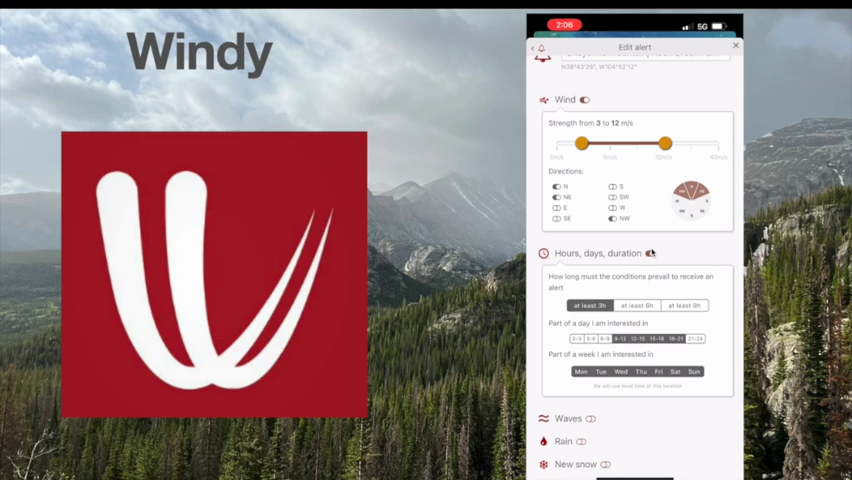 Windy
2:06
5G
Edit alert
N38°43'26", W104°52'12"
Wind
Strength from 3 to 12 m/s
0m/s 5m/s 10m/s 40m/s
Directions:
N S
NE SW
E W
SE NW
Hours, days, duration
How long must the conditions prevail to receive an
alert
at least 3h at least 6h at least 9h
Part of a day I am interested in
0-3 3-6 6-9 9-12 12-15 15-18 18-21 21-24
Part of a week I am interested in
Mon Tue Wed Thu Fri Sat Sun
We will use local time of this location
Waves
Rain
New snow